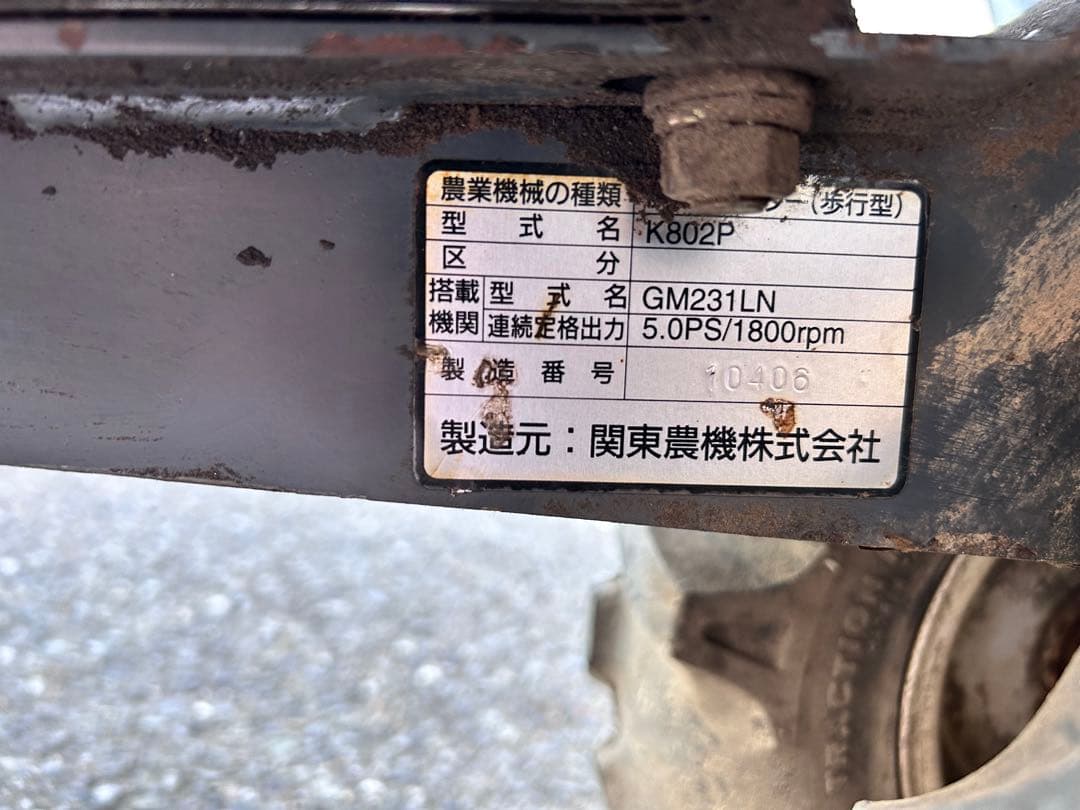 農業機械の種類 ー（歩行型）
型式名 K802P
区分
搭載機関 型式名 GM231LN
連続定格出力 5.0PS/1800rpm
製造番号 10406
製造元：関東農機株式会社
TRACTION